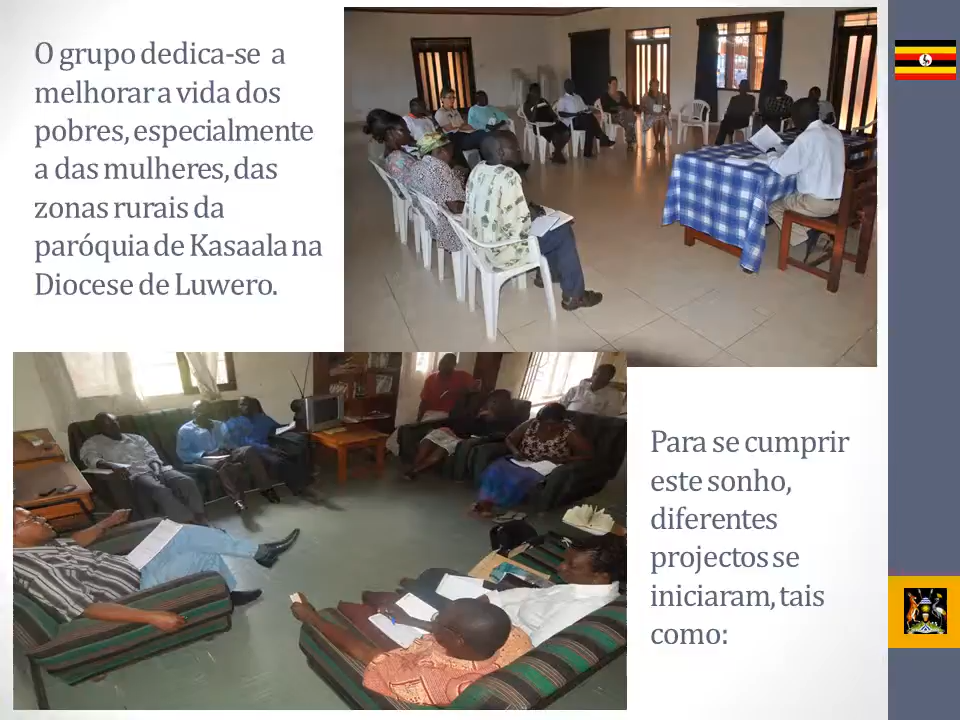 O grupo dedica-se a
melhorar a vida dos
pobres, especialmente
a das mulheres, das
zonas rurais da
paróquia de Kasaala na
Diocese de Luwero.
Para se cumprir
este sonho,
diferentes
projectos se
iniciaram, tais
como: